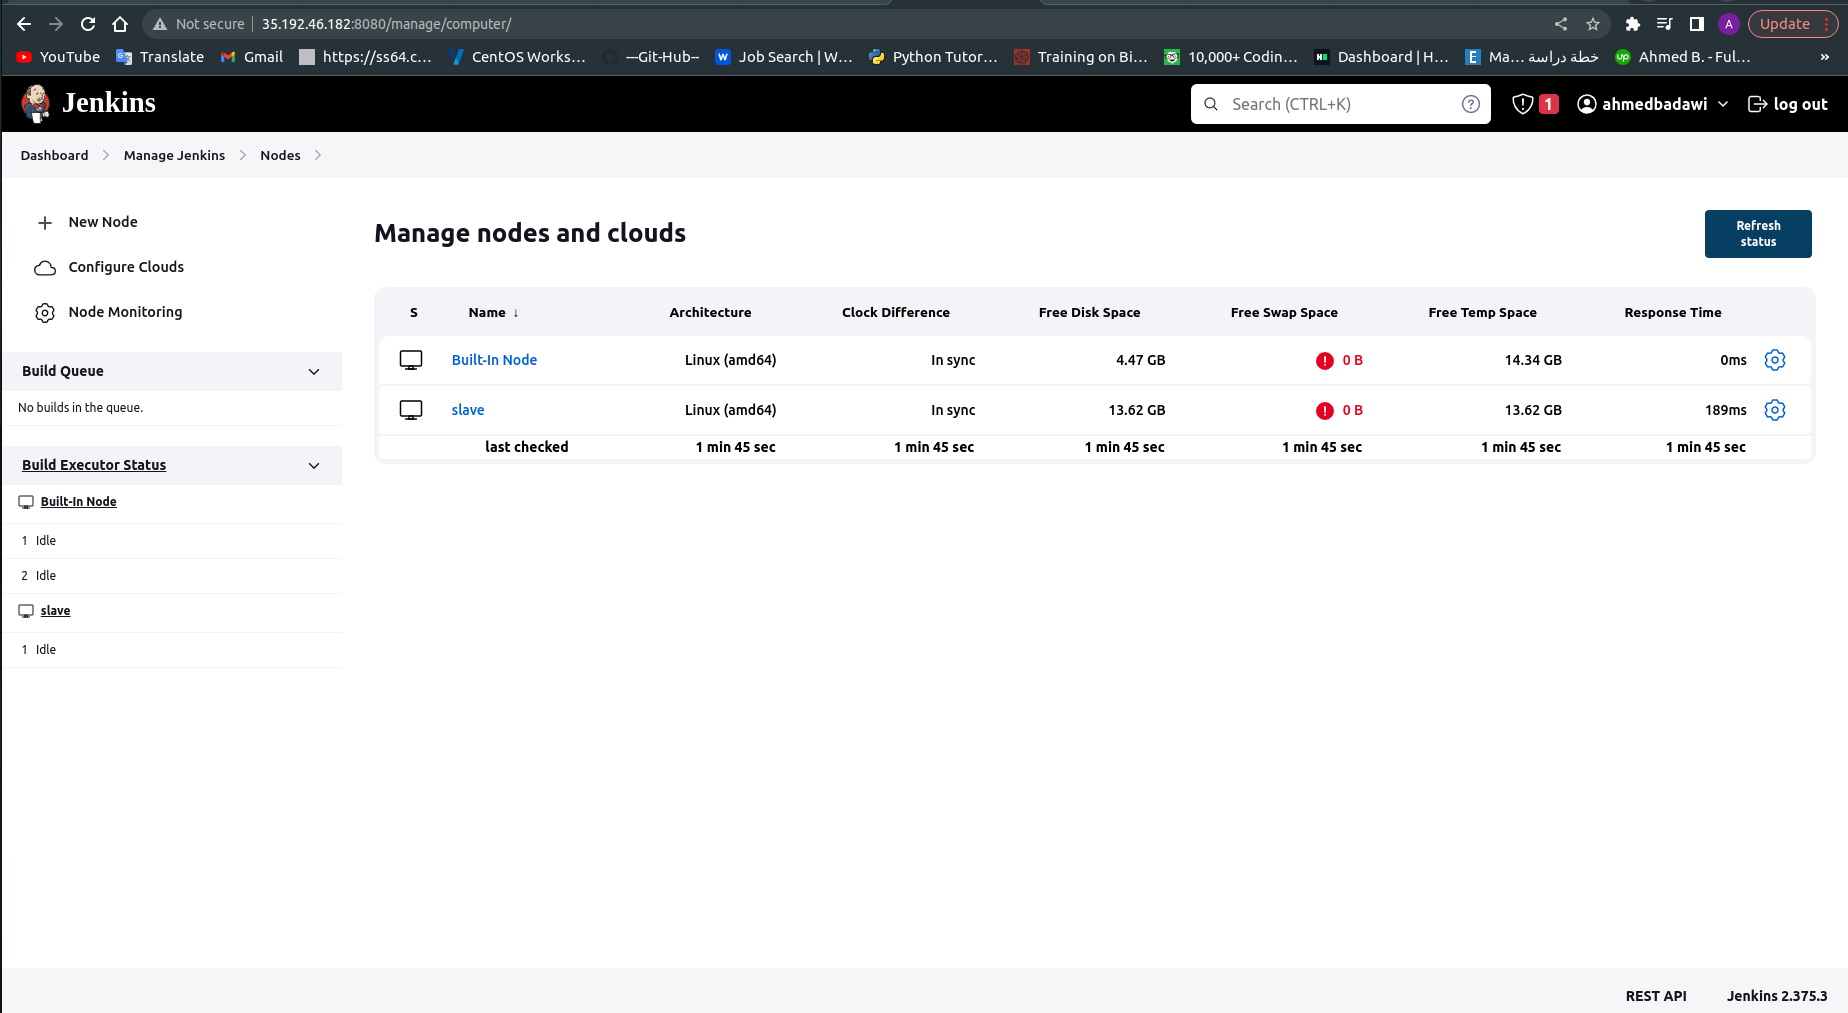 Not secure | 35.192.46.182:8080/manage/computer/
Update
YouTube Translate Gmail https://ss64.c... CentOS Works... ---Git-Hub-- Job Search | W... Python Tutor... Training on Bi... 10,000+ Codin... Dashboard | H... Ma... خطة دراسة Ahmed B. - Ful... »
Jenkins
Search (CTRL+K)
1
ahmedbadawi
log out
Dashboard
Manage Jenkins
Nodes
New Node
Configure Clouds
Node Monitoring
Build Queue
No builds in the queue.
Build Executor Status
Built-In Node
1 Idle
2 Idle
slave
1 Idle
Manage nodes and clouds
Refresh
status
S Name ↓ Architecture Clock Difference Free Disk Space Free Swap Space Free Temp Space Response Time
Built-In Node Linux (amd64) In sync 4.47 GB 0 B 14.34 GB 0ms
slave Linux (amd64) In sync 13.62 GB 0 B 13.62 GB 189ms
last checked 1 min 45 sec 1 min 45 sec 1 min 45 sec 1 min 45 sec 1 min 45 sec 1 min 45 sec
REST API
Jenkins 2.375.3